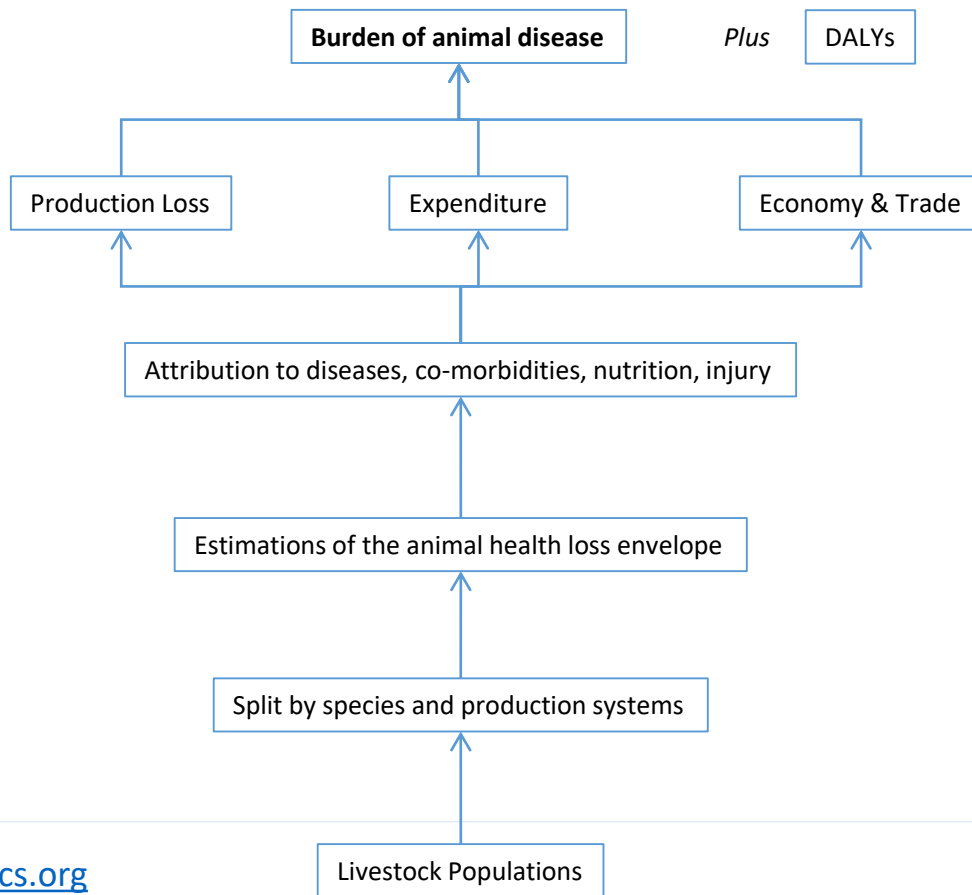 Burden of animal disease
Plus
DALYs
Production Loss
Expenditure
Economy & Trade
Attribution to diseases, co-morbidities, nutrition, injury
Estimations of the animal health loss envelope
Split by species and production systems
cs.org
Livestock Populations